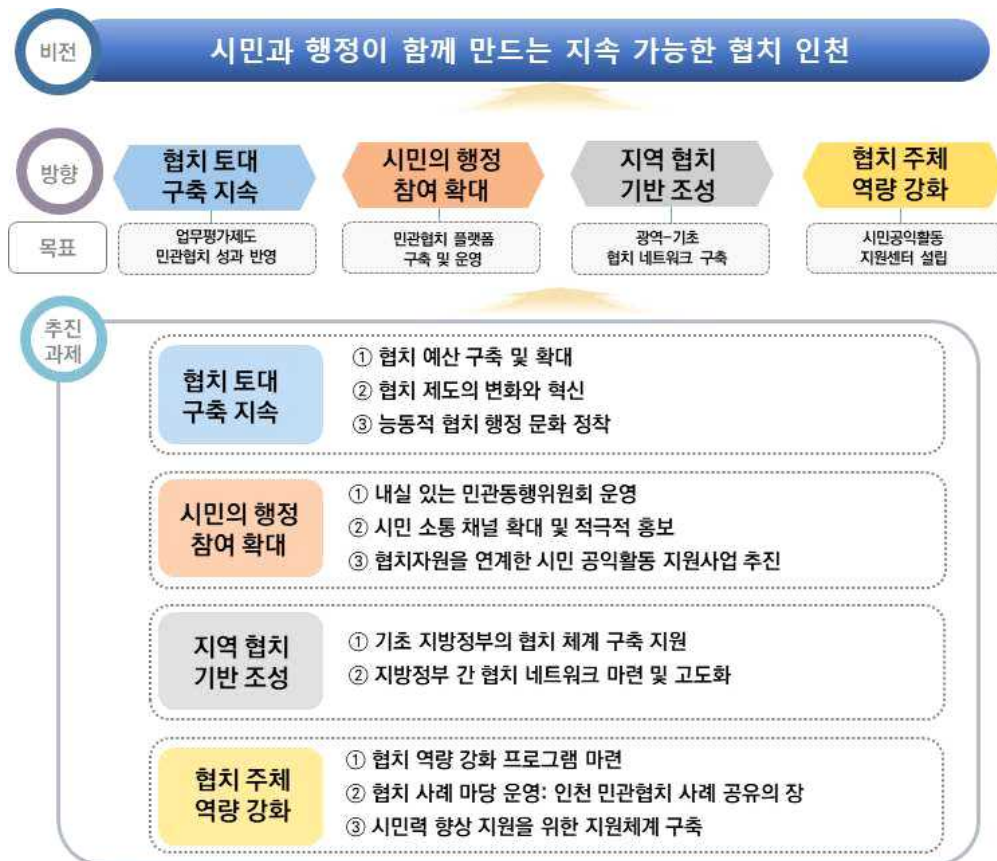 비전
시민과 행정이 함께 만드는 지속 가능한 협치 인천
방향
협치 토대
구축 지속
시민의 행정
참여 확대
지역 협치
기반 조성
협치 주체
역량 강화
목표
업무평가제도
민관협치 성과 반영
민관협치 플랫폼
구축 및 운영
광역-기초
협치 네트워크 구축
시민공익활동
지원센터 설립
추진
과제
협치 토대
구축 지속
① 협치 예산 구축 및 확대
② 협치 제도의 변화와 혁신
③ 능동적 협치 행정 문화 정착
시민의 행정
참여 확대
① 내실 있는 민관동행위원회 운영
② 시민 소통 채널 확대 및 적극적 홍보
③ 협치자원을 연계한 시민 공익활동 지원사업 추진
지역 협치
기반 조성
① 기초 지방정부의 협치 체계 구축 지원
② 지방정부 간 협치 네트워크 마련 및 고도화
협치 주체
역량 강화
① 협치 역량 강화 프로그램 마련
② 협치 사례 마당 운영: 인천 민관협치 사례 공유의 장
③ 시민력 향상 지원을 위한 지원체계 구축